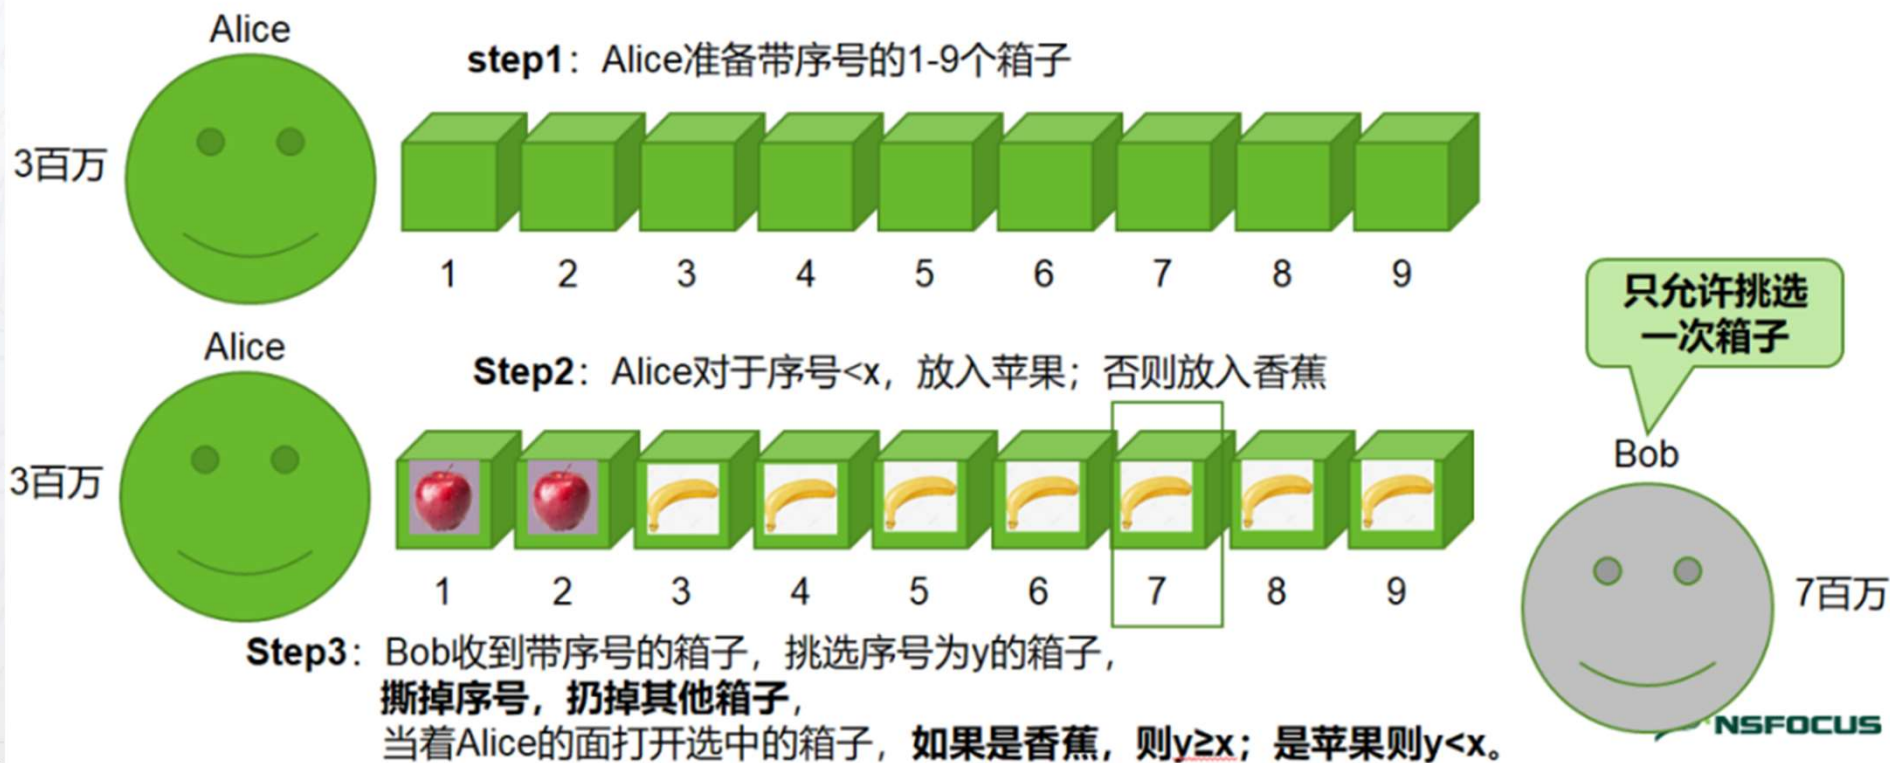 Alice
step1：Alice准备带序号的1-9个箱子
3百万
1 2 3 4 5 6 7 8 9
只允许挑选
一次箱子
Alice
Step2：Alice对于序号<x，放入苹果；否则放入香蕉
Bob
3百万
1 2 3 4 5 6 7 8 9
7百万
Step3：Bob收到带序号的箱子，挑选序号为y的箱子，
撕掉序号，扔掉其他箱子，
当着Alice的面打开选中的箱子，如果是香蕉，则y≥x；是苹果则y<x。
NSFOCUS